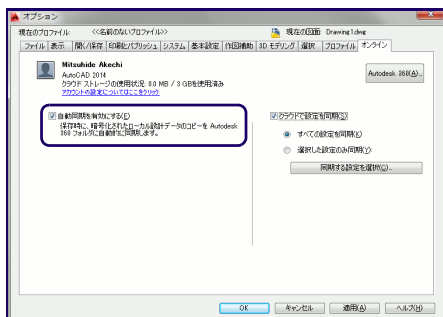 オプション
現在のプロファイル: <<名前のないプロファイル>> 現在の図面: Drawing1.dwg
ファイル 表示 開く/保存 印刷とパブリッシュ システム 基本設定 作図補助 3D モデリング 選択 プロファイル オンライン
Mitsuhide Akechi
AutoCAD 2014
クラウド ストレージの使用状況: 0.0 MB / 3 GBを使用済み
アカウントの設定についてはここをクリック
Autodesk 360(A)...
自動同期を有効にする(E)
保存時に、暗号化されたローカル設計データのコピーを Autodesk
360 フォルダに自動的に同期します。
クラウドで設定を同期(S)
すべての設定を同期(K)
選択した設定のみ同期(Y):
同期する設定を選択(C)...
OK キャンセル 適用(A) ヘルプ(H)